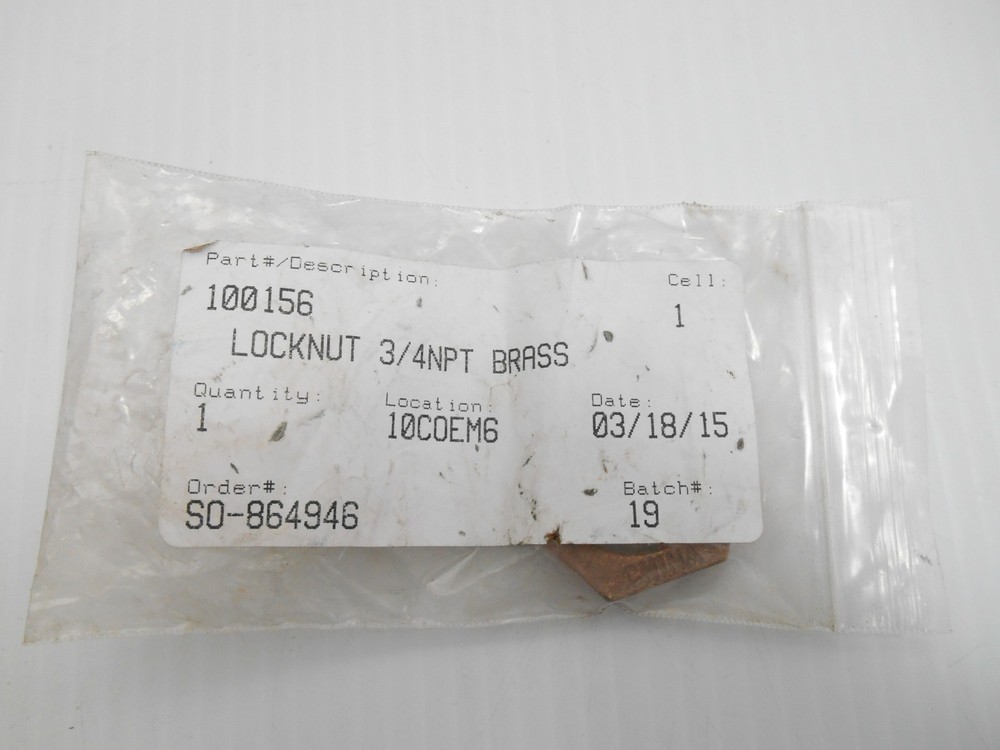 Part#/Description: Cell:
100156 1
LOCKNUT 3/4NPT BRASS
Quantity: Location: Date:
1 10COEM6 03/18/15
Order#: Batch#:
SO-864946 19
CHINA